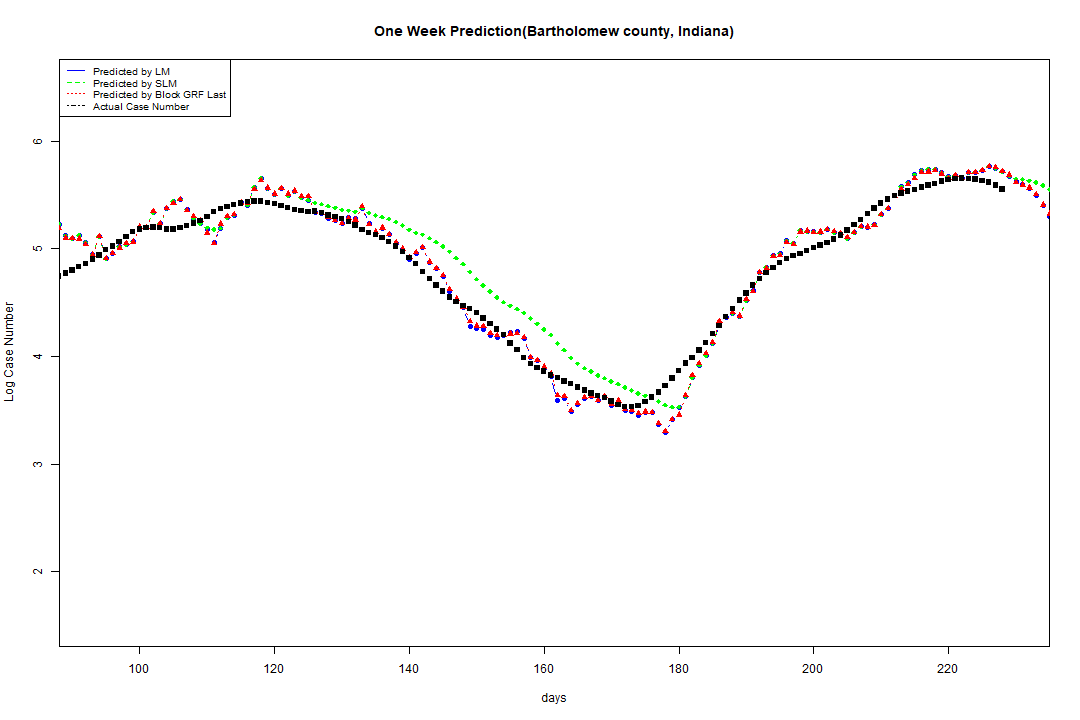 One Week Prediction(Bartholomew county, Indiana)
Predicted by LM
Predicted by SLM
Predicted by Block GRF Last
Actual Case Number
6
5
4
3
2
Log Case Number
100 120 140 160 180 200 220
days